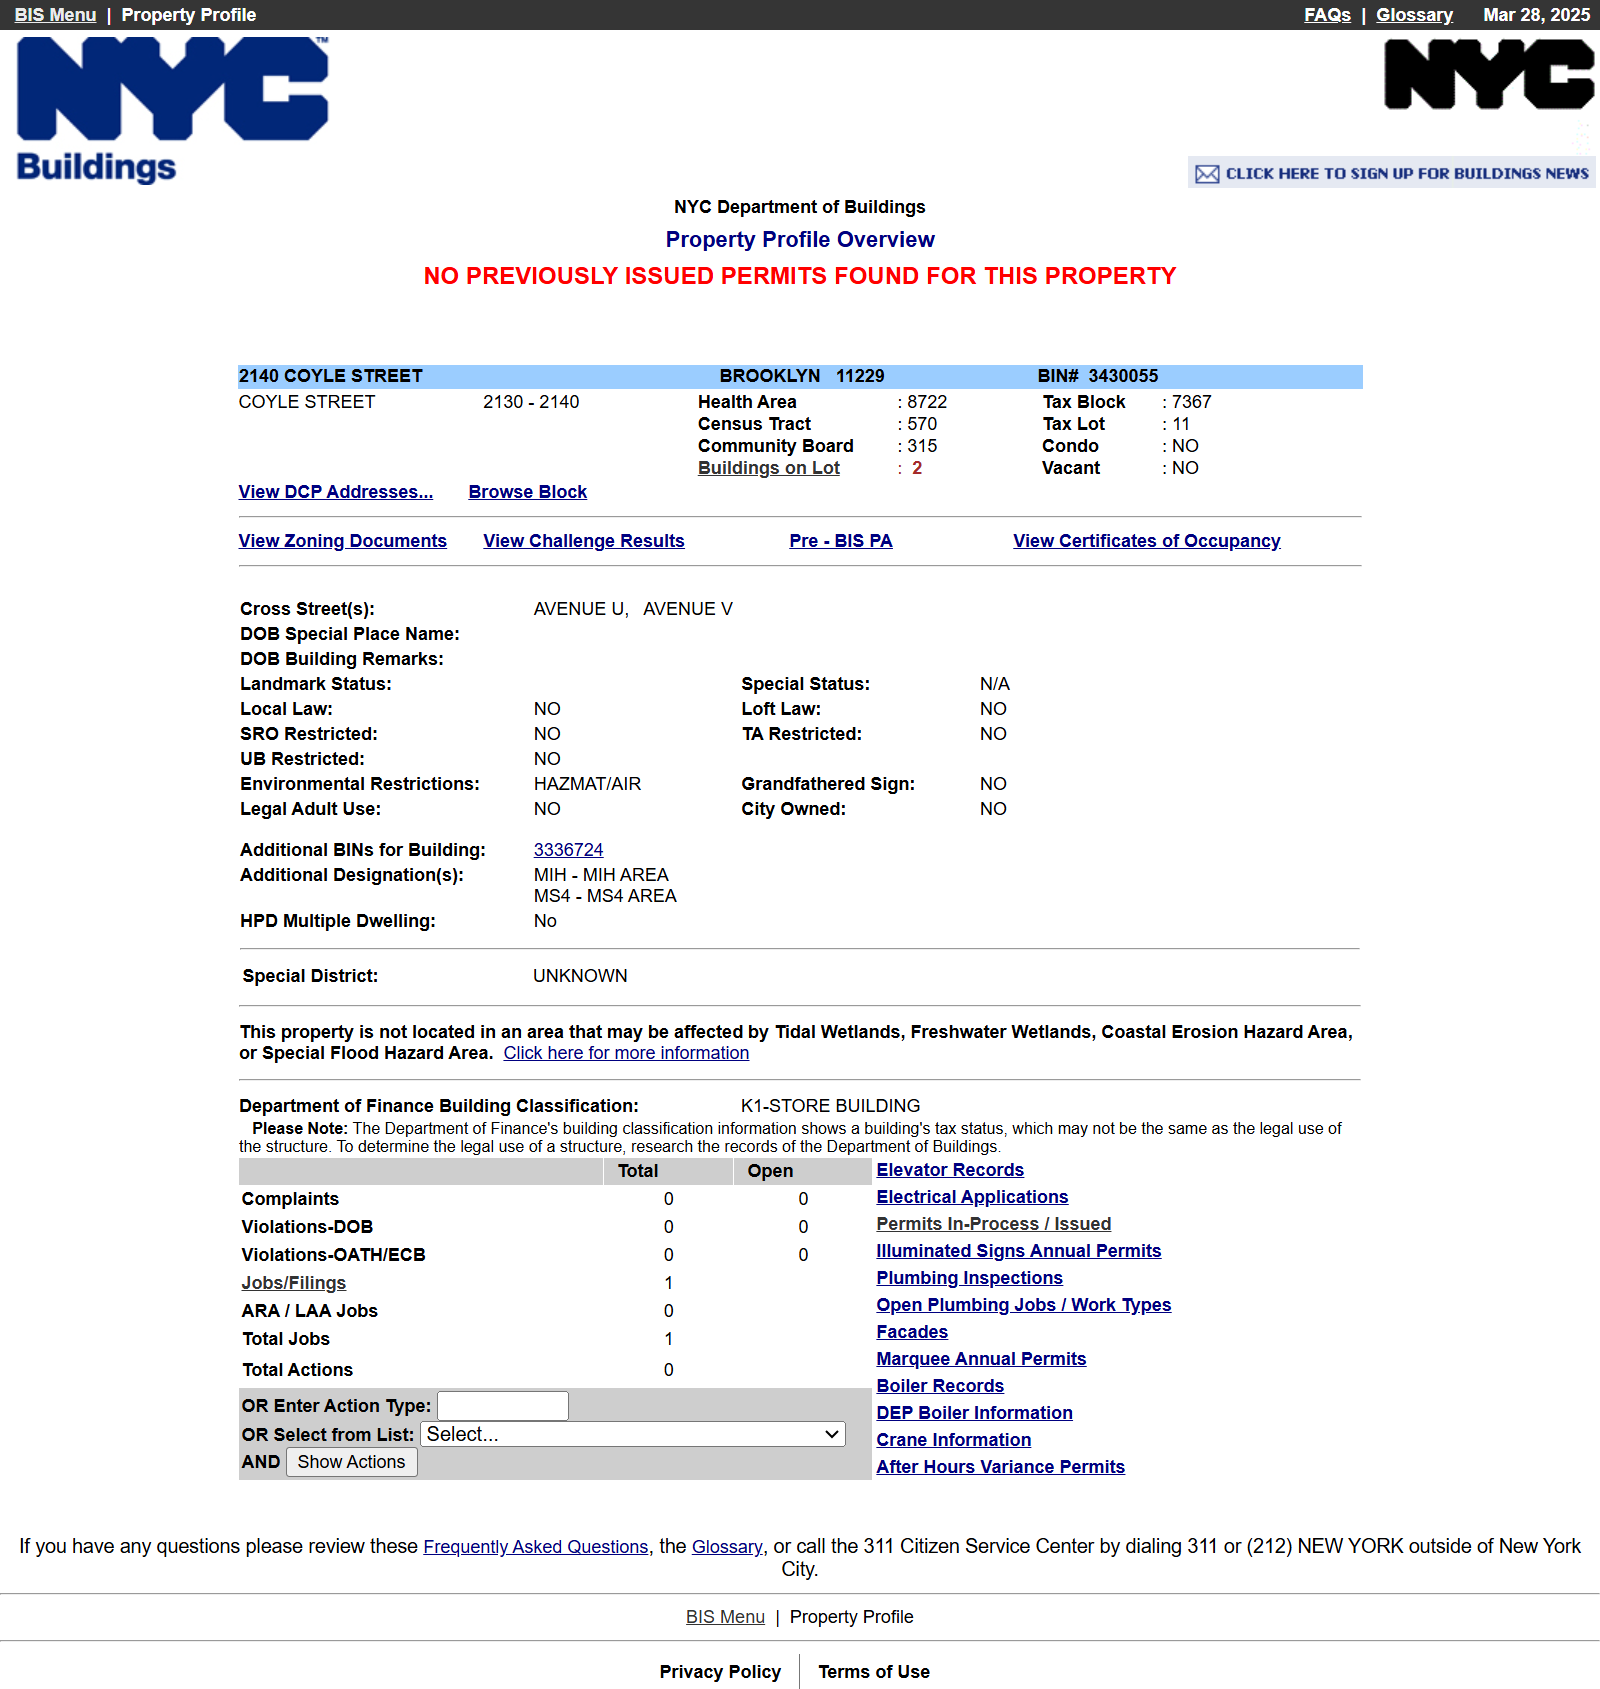 BIS Menu | Property Profile FAQs | Glossary Mar 28, 2025
NYC™ NYC
Buildings
CLICK HERE TO SIGN UP FOR BUILDINGS NEWS
NYC Department of Buildings
Property Profile Overview
NO PREVIOUSLY ISSUED PERMITS FOUND FOR THIS PROPERTY
2140 COYLE STREET BROOKLYN 11229 BIN# 3430055
COYLE STREET 2130 - 2140 Health Area : 8722 Tax Block : 7367
Census Tract : 570 Tax Lot : 11
Community Board : 315 Condo : NO
Buildings on Lot : 2 Vacant : NO
View DCP Addresses... Browse Block
View Zoning Documents View Challenge Results Pre - BIS PA View Certificates of Occupancy
Cross Street(s): AVENUE U, AVENUE V
DOB Special Place Name:
DOB Building Remarks:
Landmark Status: Special Status: N/A
Local Law: NO Loft Law: NO
SRO Restricted: NO TA Restricted: NO
UB Restricted: NO
Environmental Restrictions: HAZMAT/AIR Grandfathered Sign: NO
Legal Adult Use: NO City Owned: NO
Additional BINs for Building: 3336724
Additional Designation(s): MIH - MIH AREA
MS4 - MS4 AREA
HPD Multiple Dwelling: No
Special District: UNKNOWN
This property is not located in an area that may be affected by Tidal Wetlands, Freshwater Wetlands, Coastal Erosion Hazard Area,
or Special Flood Hazard Area. Click here for more information
Department of Finance Building Classification: K1-STORE BUILDING
Please Note: The Department of Finance's building classification information shows a building's tax status, which may not be the same as the legal use of
the structure. To determine the legal use of a structure, research the records of the Department of Buildings.
Total Open Elevator Records
Complaints 0 0 Electrical Applications
Violations-DOB 0 0 Permits In-Process / Issued
Violations-OATH/ECB 0 0 Illuminated Signs Annual Permits
Jobs/Filings 1 Plumbing Inspections
ARA / LAA Jobs 0 Open Plumbing Jobs / Work Types
Total Jobs 1 Facades
Total Actions 0 Marquee Annual Permits
Boiler Records
OR Enter Action Type: DEP Boiler Information
OR Select from List: Select... Crane Information
AND Show Actions After Hours Variance Permits
If you have any questions please review these Frequently Asked Questions, the Glossary, or call the 311 Citizen Service Center by dialing 311 or (212) NEW YORK outside of New York
City.
BIS Menu | Property Profile
Privacy Policy Terms of Use